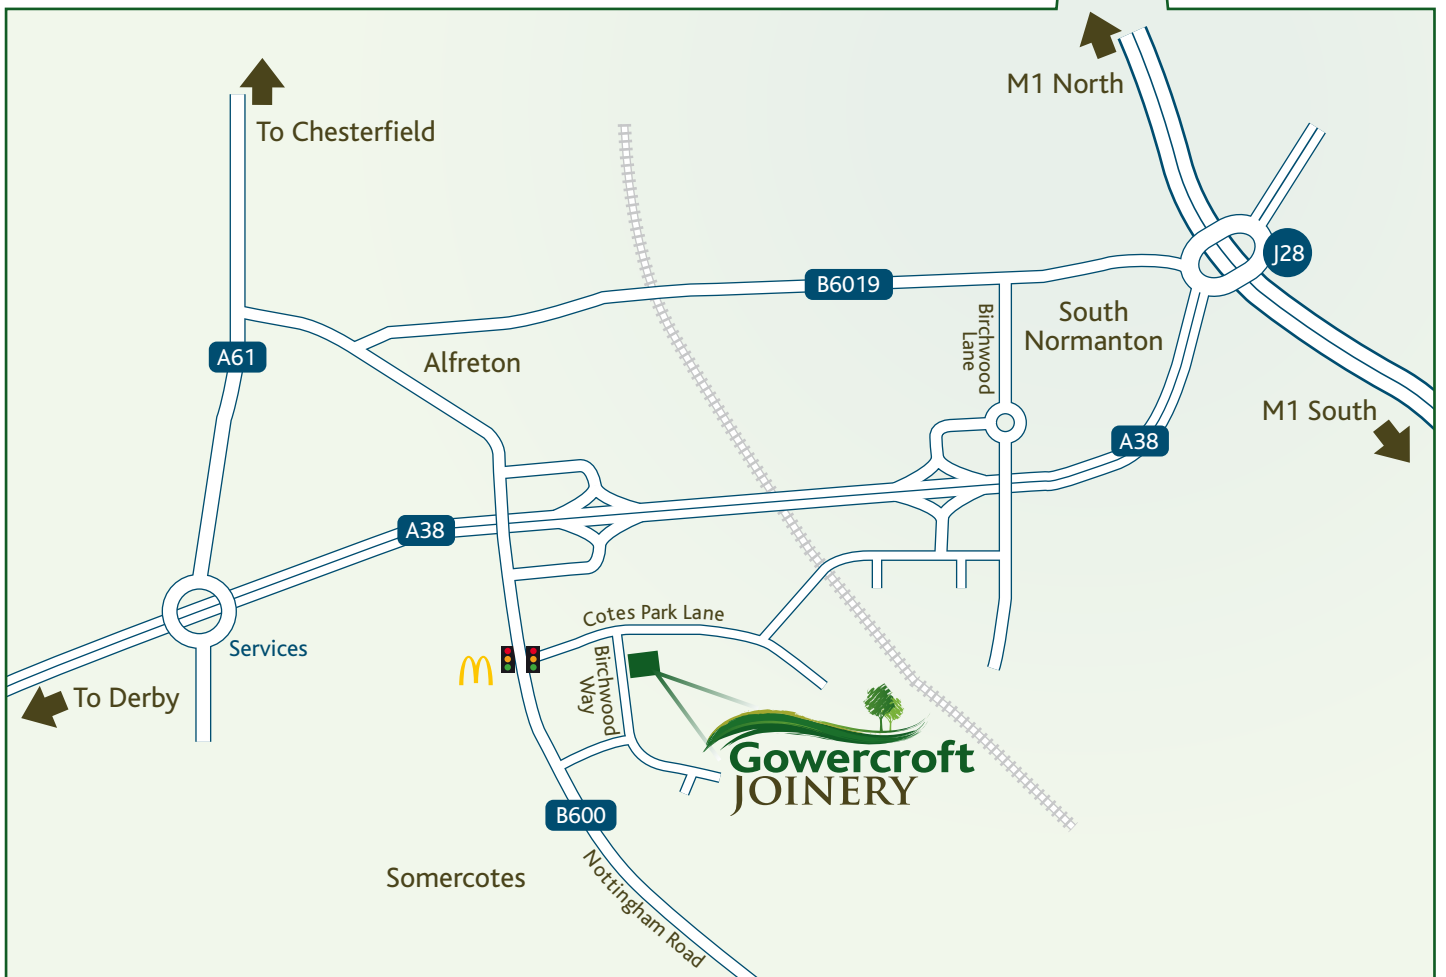 M1 North
To Chesterfield
J28
B6019
South
Normanton
Birchwood
Lane
A61
Alfreton
M1 South
A38
A38
Cotes Park Lane
Services
Birchwood
Way
To Derby
Gowercroft
JOINERY
B600
Somercotes
Nottingham Road